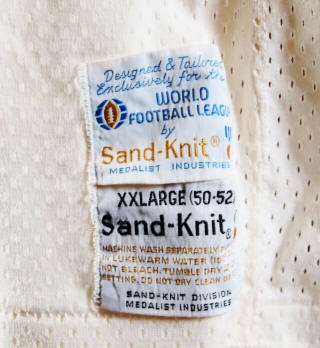 Designed & Tailored
Exclusively for the
WORLD
FOOTBALL LEAGU
by
Sand-Knit®
MEDALIST INDUSTRIES
XXLARGE (50-52)
Sand-Knit®
MACHINE WASH SEPARATELY
IN LUKEWARM WATER
NOT BLEACH. TUMBLE DRY
SETTING. DO NOT DRY CLEAN
SAND-KNIT DIVISION
MEDALIST INDUSTRIES